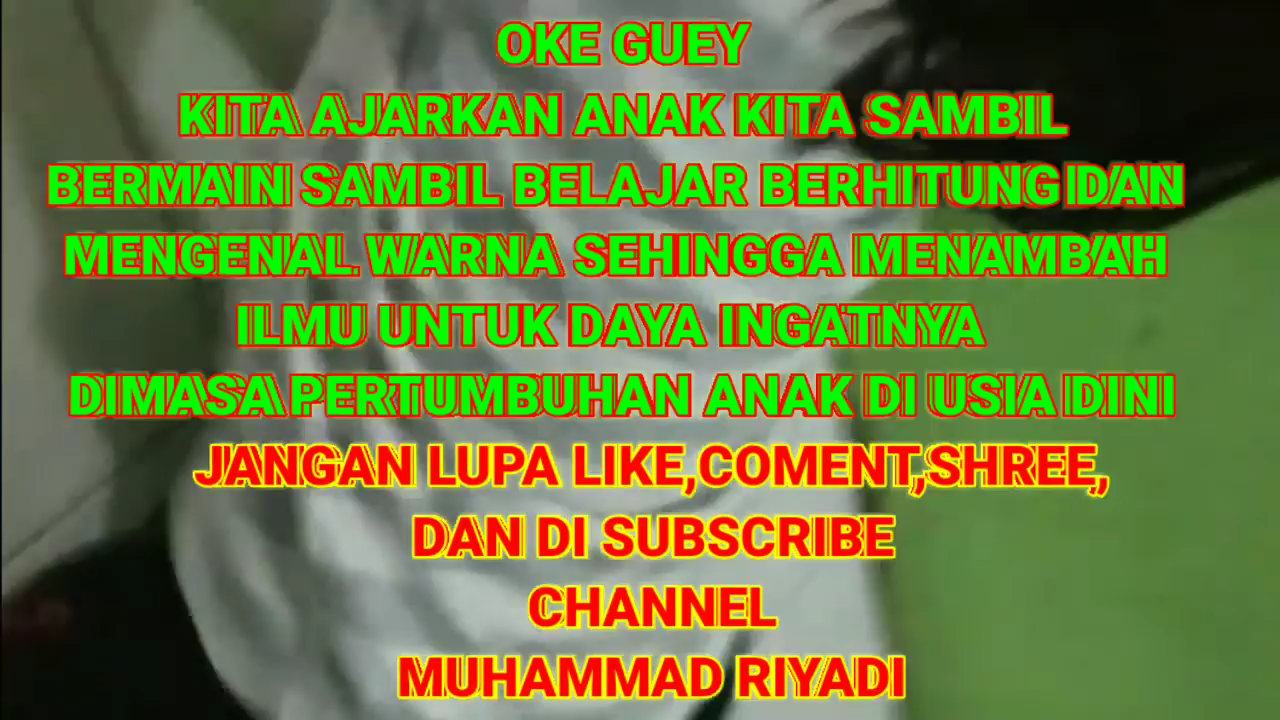 OKE GUEY
KITA AJARKAN ANAK KITA SAMBIL
BERMAIN SAMBIL BELAJAR BERHITUNG DAN
MENGENAL WARNA SEHINGGA MENAMBAH
ILMU UNTUK DAYA INGATNYA
DIMASA PERTUMBUHAN ANAK DI USIA DINI
JANGAN LUPA LIKE,COMENT,SHREE,
DAN DI SUBSCRIBE
CHANNEL
MUHAMMAD RIYADI